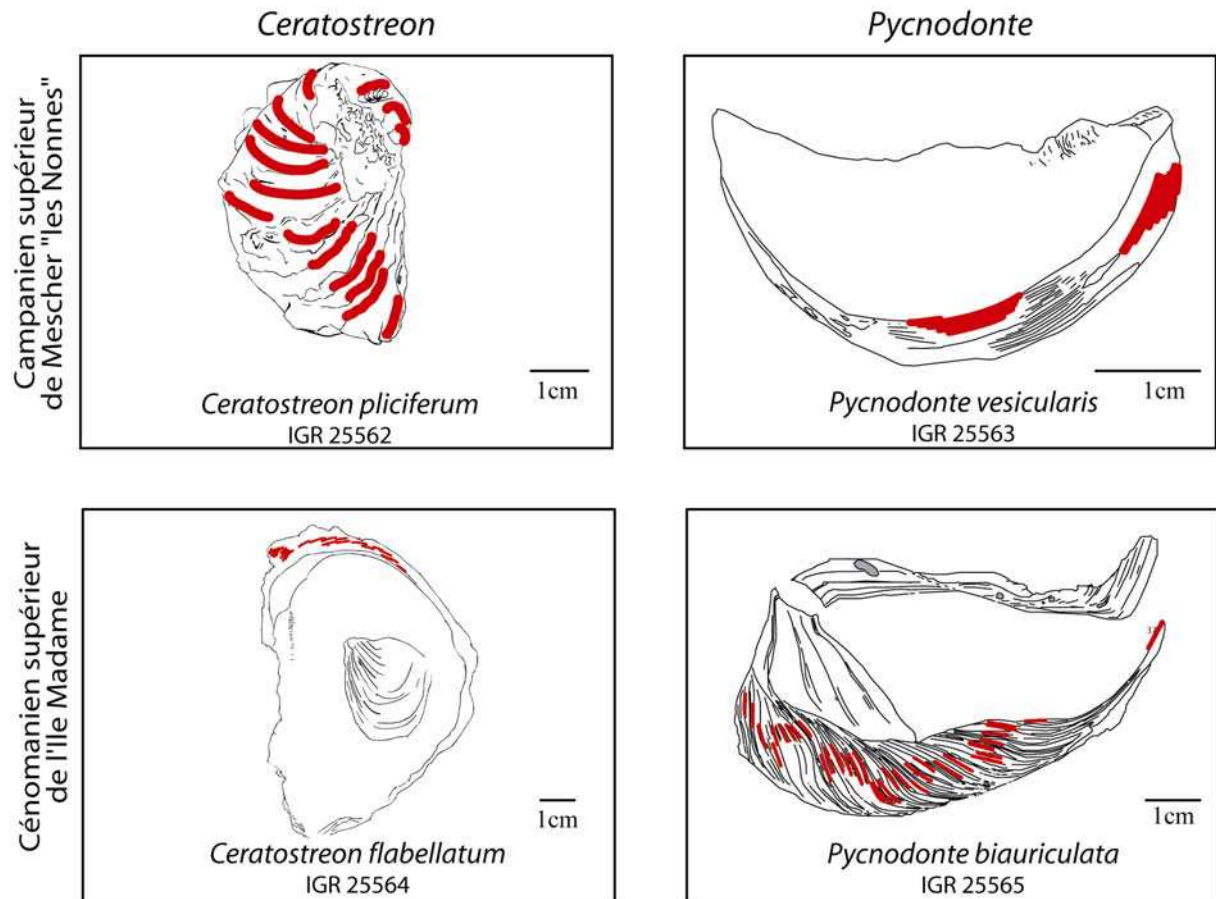 Ceratostreon
Pycnodonte
Campanien supérieur
de Mescher "les Nonnes"
1cm
Ceratostreon pliciferum
IGR 25562
1cm
Pycnodonte vesicularis
IGR 25563
Cénomanien supérieur
de l'Ile Madame
1cm
Ceratostreon flabellatum
IGR 25564
1cm
Pycnodonte biauriculata
IGR 25565